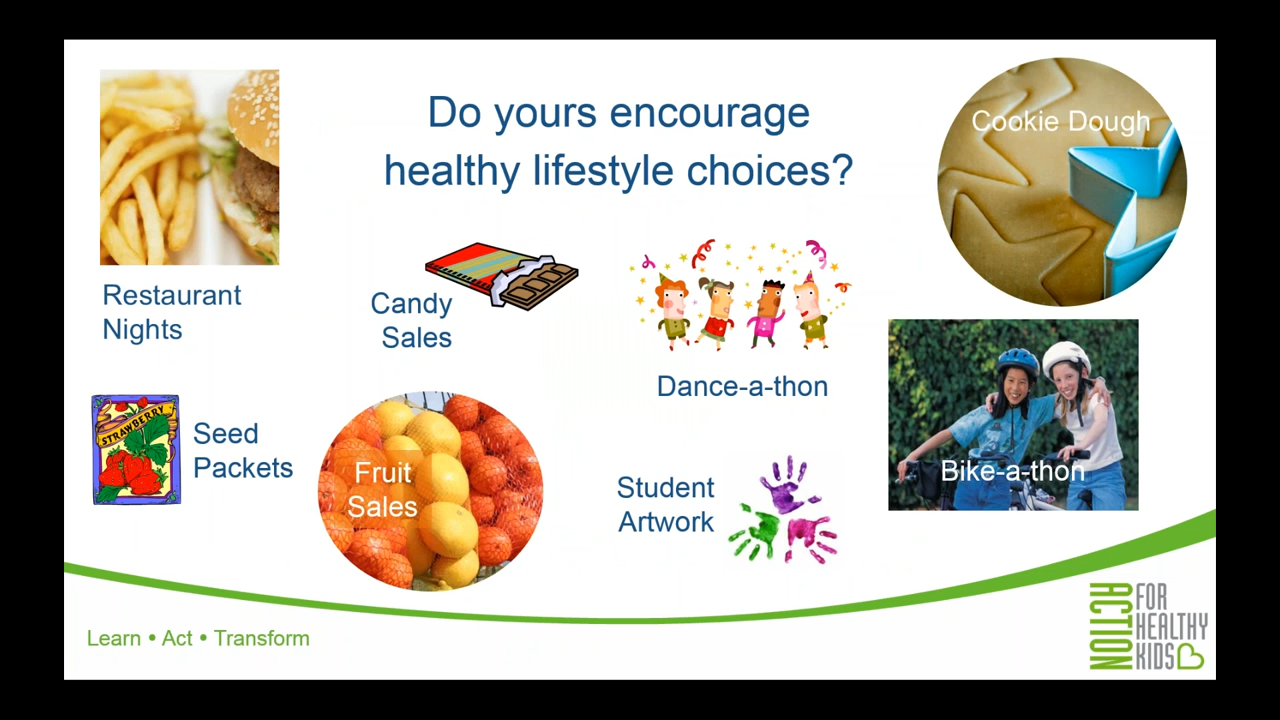 Do yours encourage
healthy lifestyle choices?
Cookie Dough
Restaurant
Nights
Candy
Sales
Dance-a-thon
STRAWBERRY
Seed
Packets
Fruit
Sales
Student
Artwork
Bike-a-thon
Learn • Act • Transform
ACTION
FOR
HEALTHY
KIDS